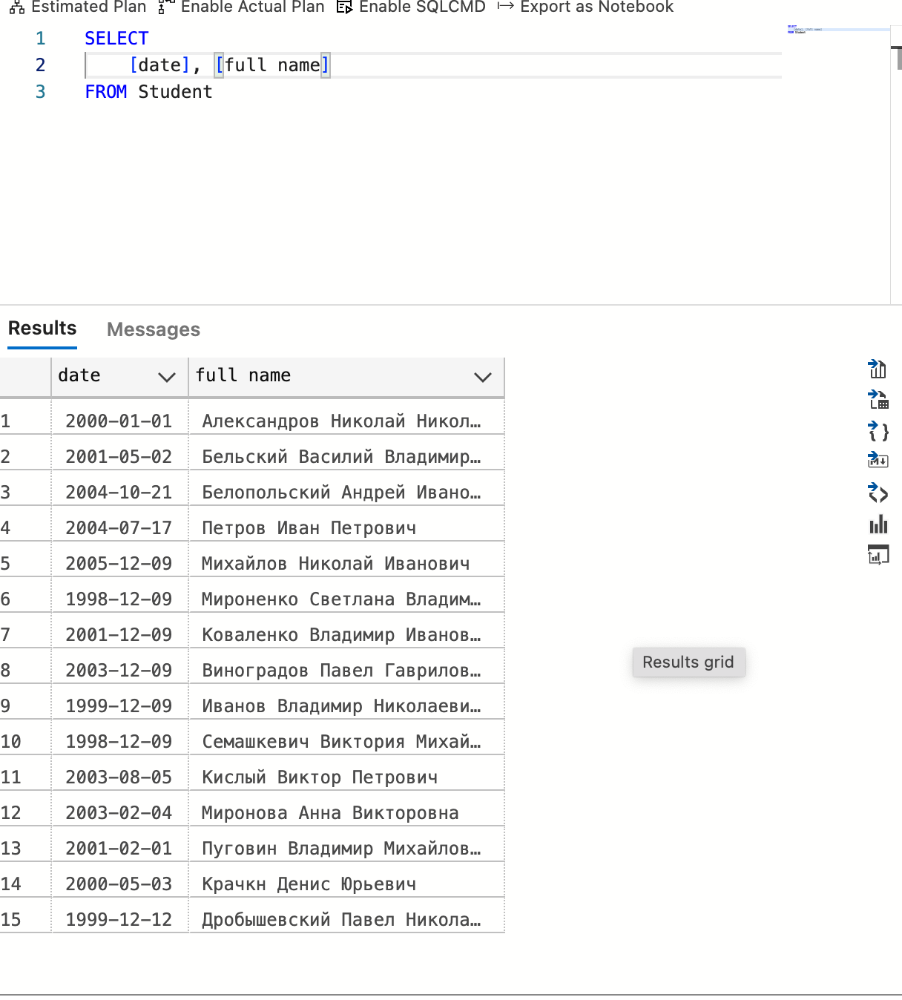 Estimated Plan Enable Actual Plan Enable SQLCMD Export as Notebook
1 SELECT
2 [date], [full name]
3 FROM Student
Results Messages
date full name
1 2000-01-01 Александров Николай Никол…
2 2001-05-02 Бельский Василий Владимир…
3 2004-10-21 Белопольский Андрей Ивано…
4 2004-07-17 Петров Иван Петрович
5 2005-12-09 Михайлов Николай Иванович
6 1998-12-09 Мироненко Светлана Владим…
7 2001-12-09 Коваленко Владимир Иванов…
8 2003-12-09 Виноградов Павел Гаврилов…
9 1999-12-09 Иванов Владимир Николаеви…
10 1998-12-09 Семашкевич Виктория Михай…
11 2003-08-05 Кислый Виктор Петрович
12 2003-02-04 Миронова Анна Викторовна
13 2001-02-01 Пуговин Владимир Михайлов…
14 2000-05-03 Крачкн Денис Юрьевич
15 1999-12-12 Дробышевский Павел Никола…
Results grid